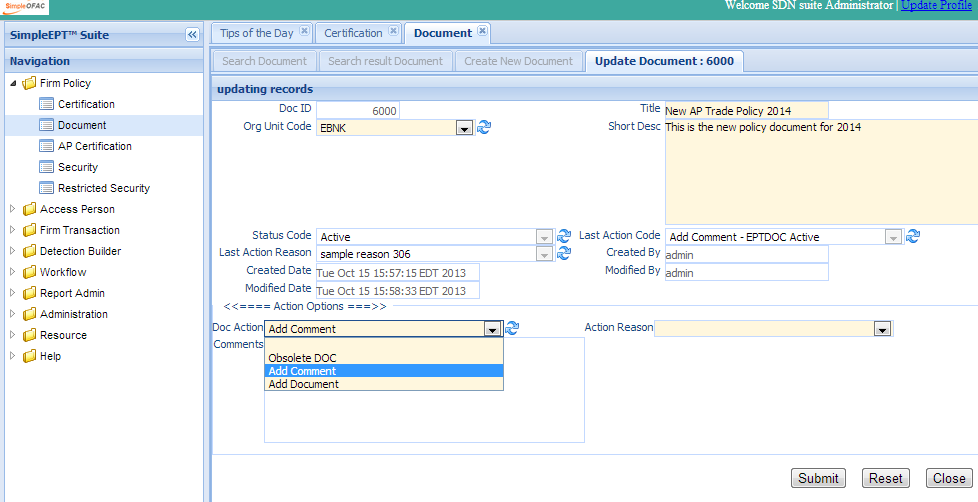 SimpleOFAC
Welcome SDN suite Administrator | Update Profile
SimpleEPT™ Suite
Tips of the Day
Certification
Document
Navigation
Search Document
Search result Document
Create New Document
Update Document : 6000
Firm Policy
Certification
Document
AP Certification
Security
Restricted Security
Access Person
Firm Transaction
Detection Builder
Workflow
Report Admin
Administration
Resource
Help
updating records
Doc ID 6000 Title New AP Trade Policy 2014
Org Unit Code EBNK Short Desc This is the new policy document for 2014
Status Code Active Last Action Code Add Comment - EPTDOC Active
Last Action Reason sample reason 306 Created By admin
Created Date Tue Oct 15 15:57:15 EDT 2013 Modified By admin
Modified Date Tue Oct 15 15:58:33 EDT 2013
<<==== Action Options ===>>
Doc Action Add Comment Action Reason
Comments
Obsolete DOC
Add Comment
Add Document
Submit Reset Close